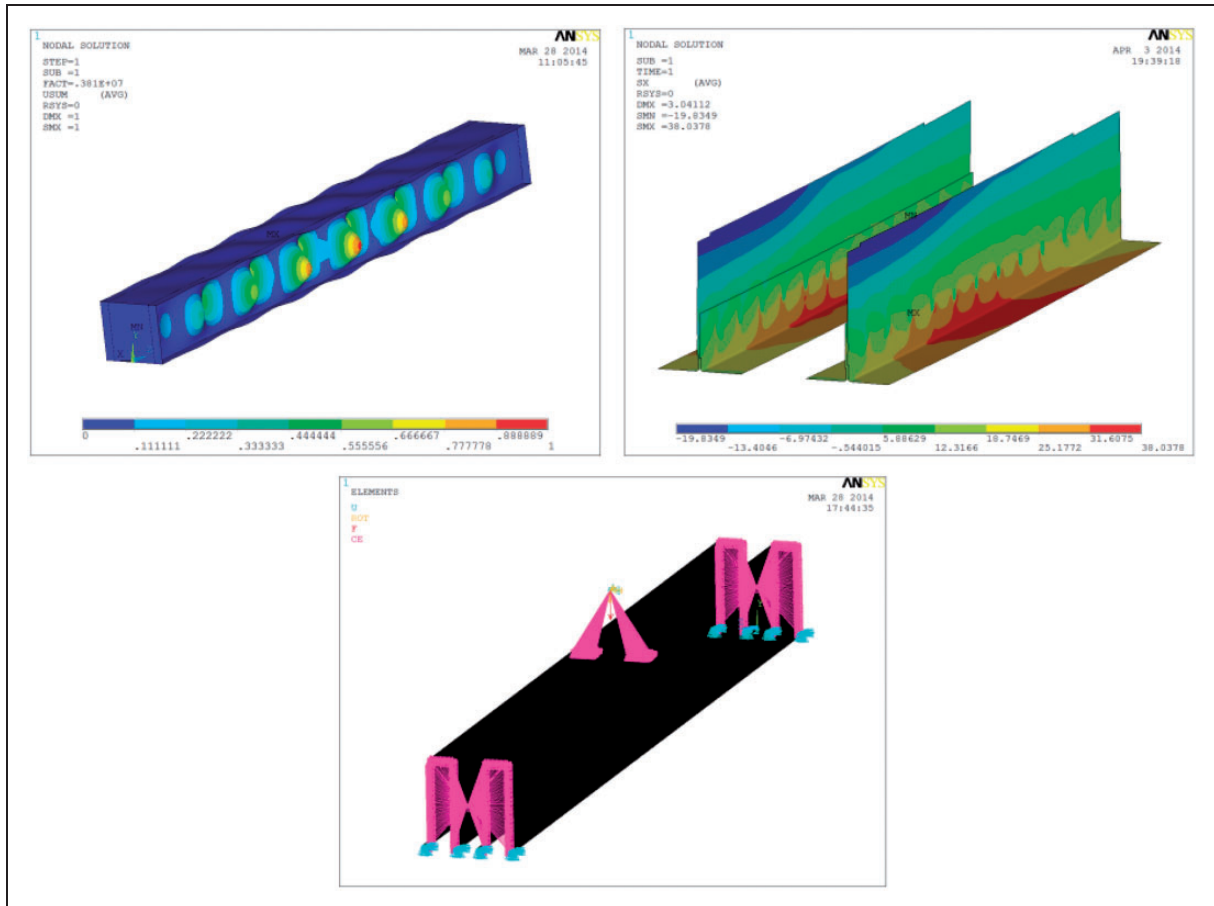 1
NODAL SOLUTION
STEP=1
SUB =1
FACT=.381E+07
USUM (AVG)
RSYS=0
DMX =1
SMX =1
ANSYS
MAR 28 2014
11:05:45
MX
MN
X
0 .222222 .444444 .666667 .888889
.111111 .333333 .555556 .777778 1
1
NODAL SOLUTION
SUB =1
TIME=1
SX (AVG)
RSYS=0
DMX =3.04112
SMN =-19.8349
SMX =38.0378
ANSYS
APR 3 2014
19:39:18
MN
MX
-19.8349 -6.97432 5.88629 18.7469 31.6075
-13.4046 -.544015 12.3166 25.1772 38.0378
1
ELEMENTS
U
ROT
F
CE
ANSYS
MAR 28 2014
17:44:35